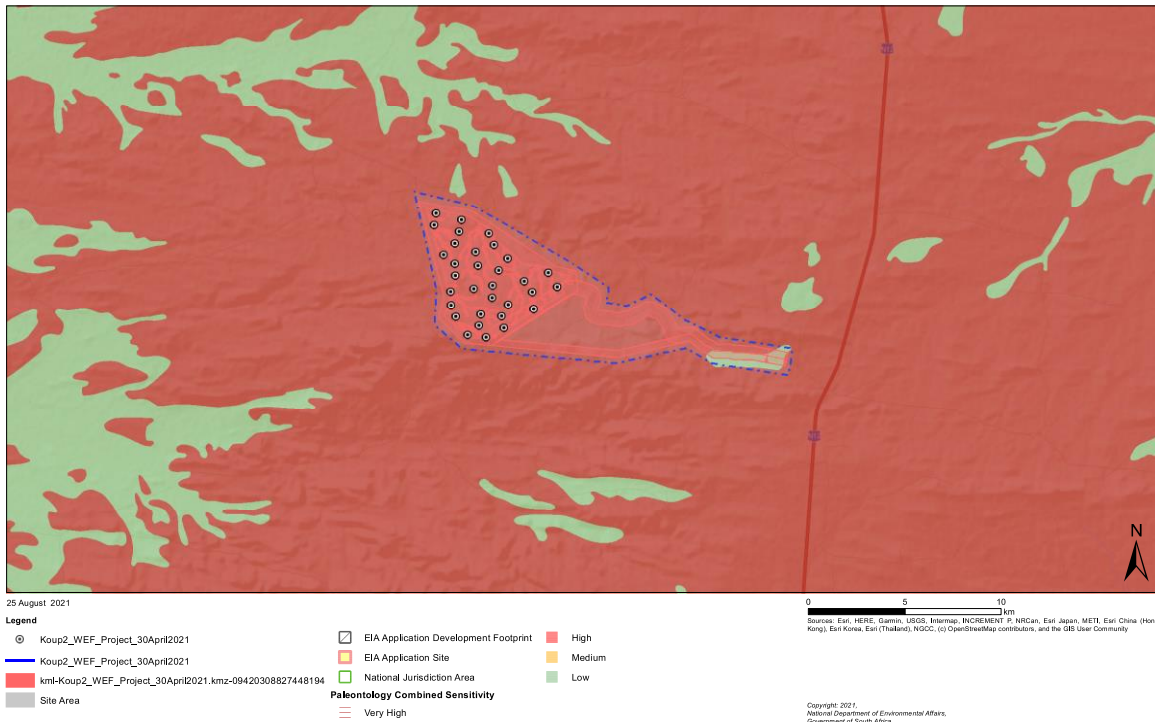 N
25 August 2021
Legend
Koup2_WEF_Project_30April2021
Koup2_WEF_Project_30April2021
kml-Koup2_WEF_Project_30April2021.kmz-09420308827448194
Site Area
EIA Application Development Footprint
EIA Application Site
National Jurisdiction Area
Paleontology Combined Sensitivity
Very High
High
Medium
Low
0 5 10
km
Sources: Esri, HERE, Garmin, USGS, Intermap, INCREMENT P, NRCan, Esri Japan, METI, Esri China (Hong
Kong), Esri Korea, Esri (Thailand), NGCC, (c) OpenStreetMap contributors, and the GIS User Community
Copyright: 2021,
National Department of Environmental Affairs,
Government of South Africa